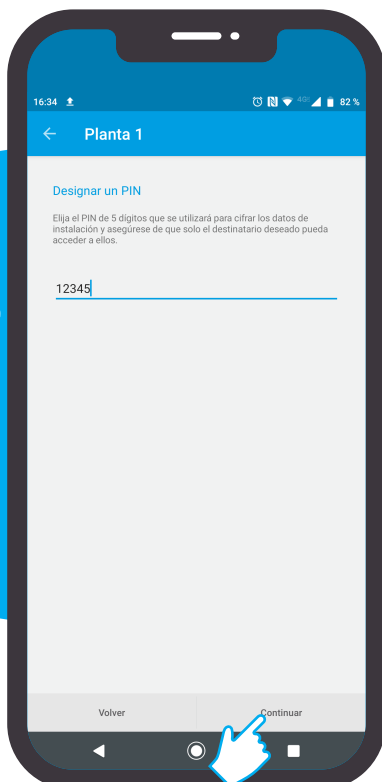 16:34 4G 82 %
Planta 1
Designar un PIN
Elija el PIN de 5 dígitos que se utilizará para cifrar los datos de
instalación y asegúrese de que solo el destinatario deseado pueda
acceder a ellos.
12345
Volver Continuar